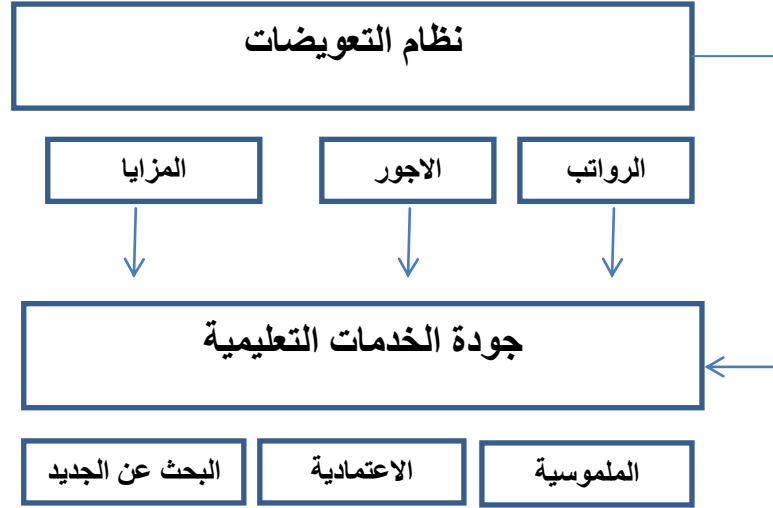 نظام التعويضات
الرواتب
الاجور
المزايا
جودة الخدمات التعليمية
الملموسية
الاعتمادية
البحث عن الجديد